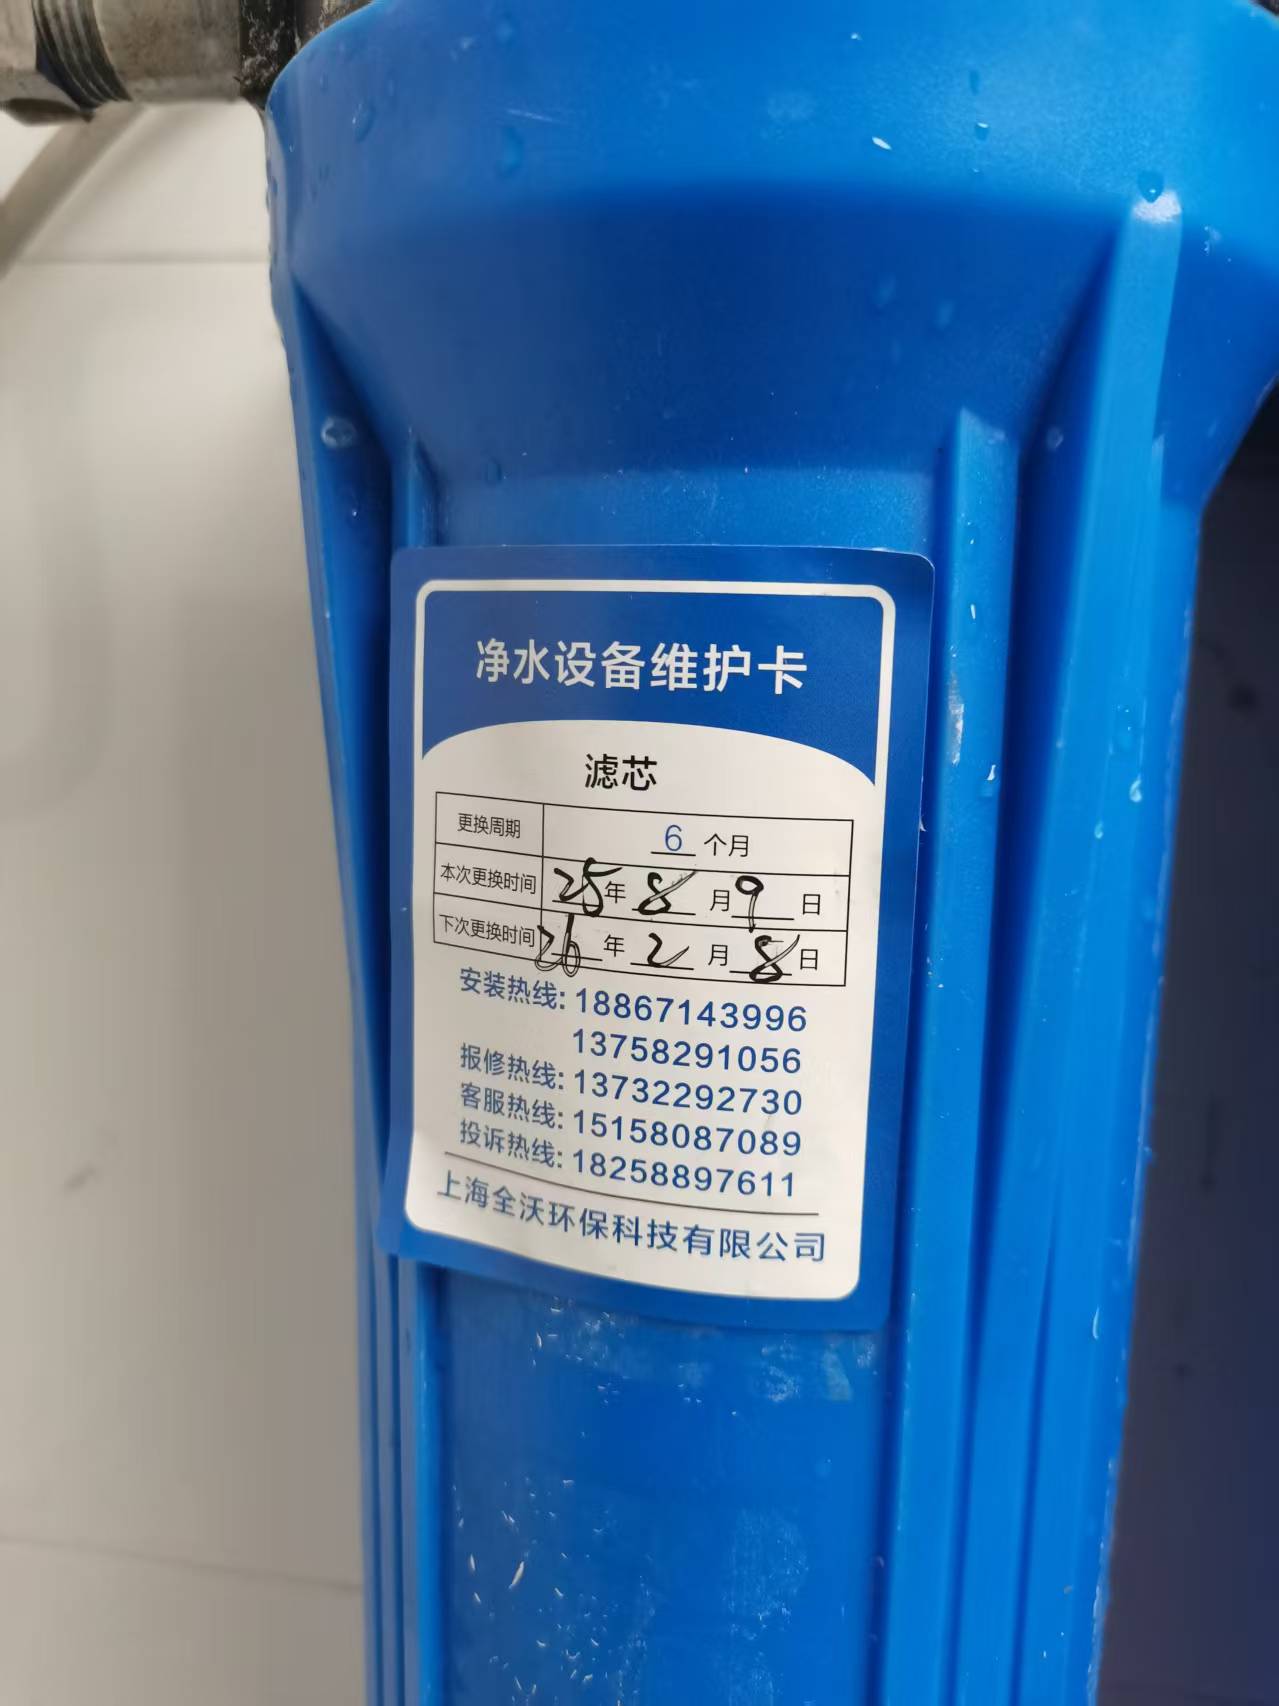 净水设备维护卡
滤芯
更换周期 6 个月
本次更换时间 25年 8 月 9 日
下次更换时间 26 年 2 月 8 日
安装热线: 18867143996
13758291056
报修热线: 13732292730
客服热线: 15158087089
投诉热线: 18258897611
上海全沃环保科技有限公司